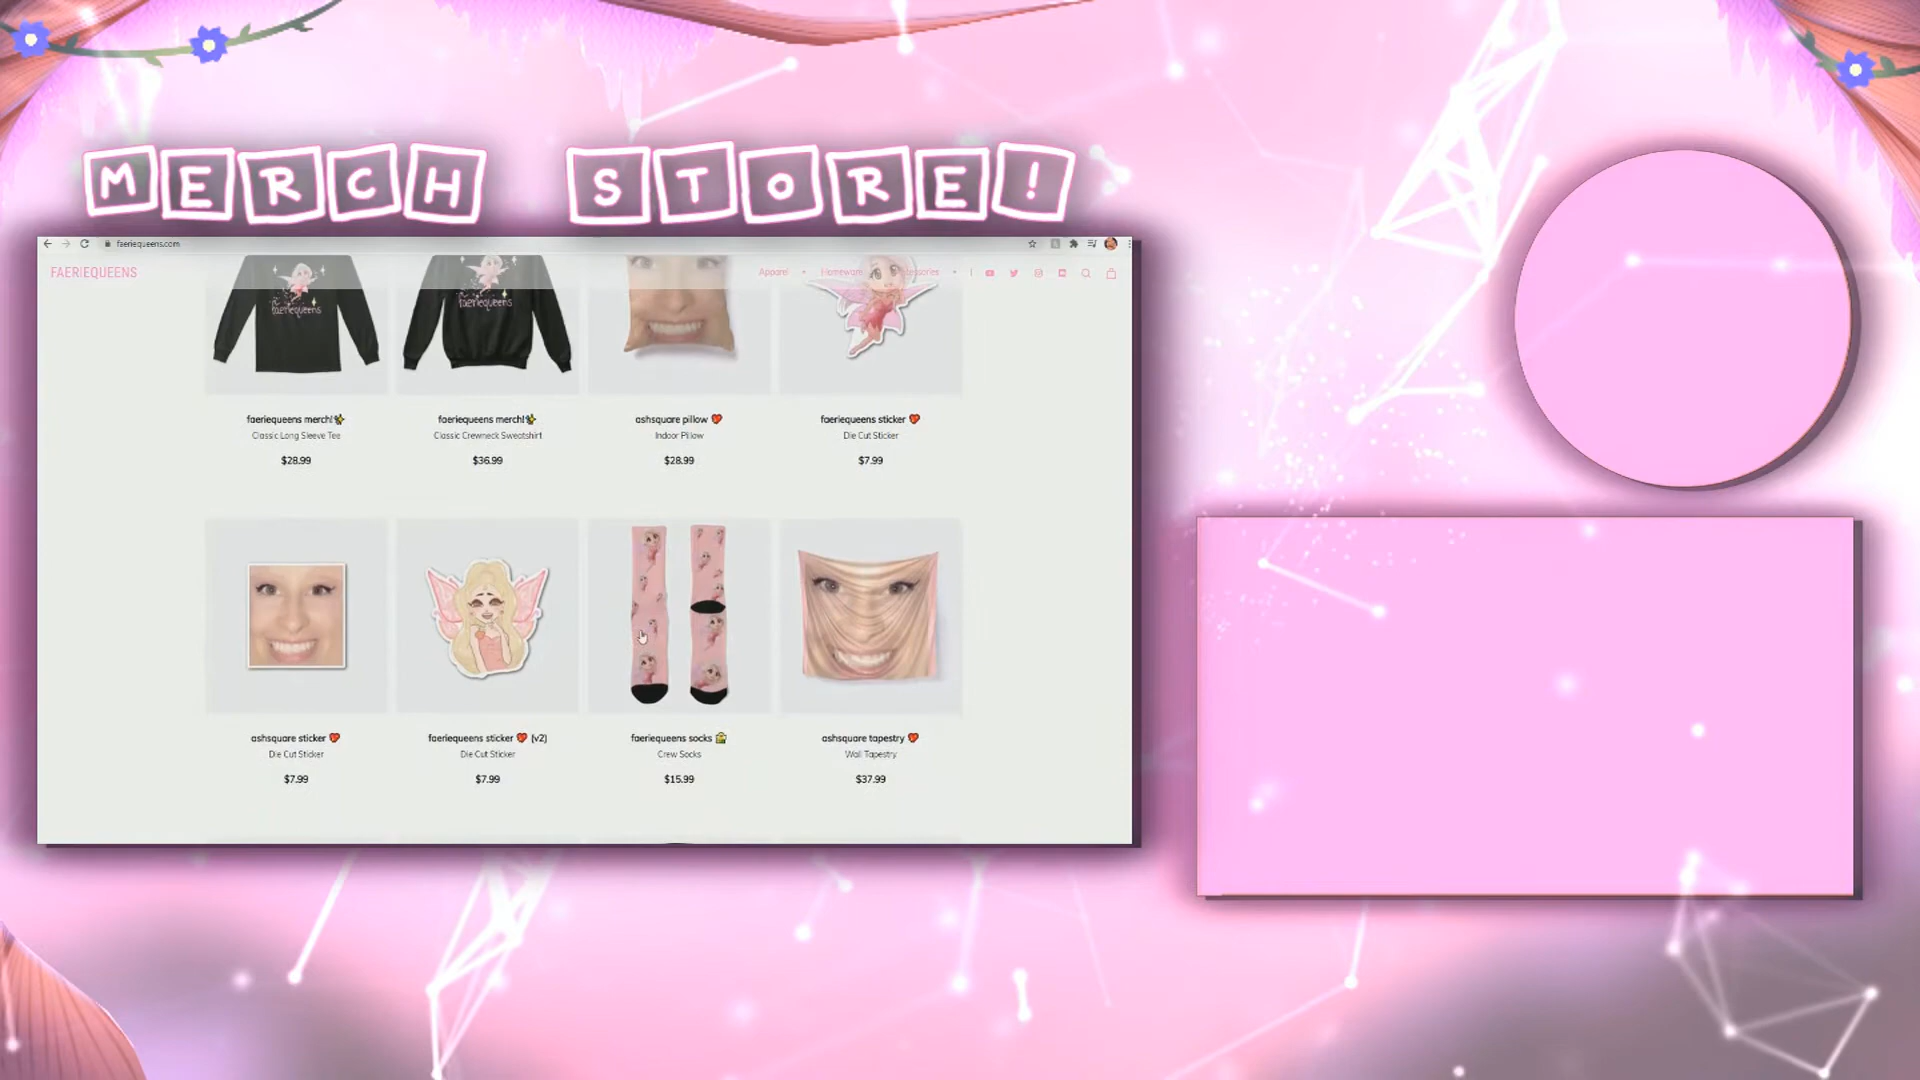 MERCH STORE!
faeriequeens.com
FAERIEQUEENS
Apparel • Homeware
faeriequeens
faeriequeens
faeriequeens merch!✨
faeriequeens merch!✨
ashsquare pillow 💖
faeriequeens sticker 💖
Classic Long Sleeve Tee
Classic Crewneck Sweatshirt
Indoor Pillow
Die Cut Sticker
$28.99
$36.99
$28.99
$7.99
ashsquare sticker 💖
faeriequeens sticker 💖 (v2)
faeriequeens socks
ashsquare tapestry 💖
Die Cut Sticker
Die Cut Sticker
Crew Socks
Wall Tapestry
$7.99
$7.99
$15.99
$37.99